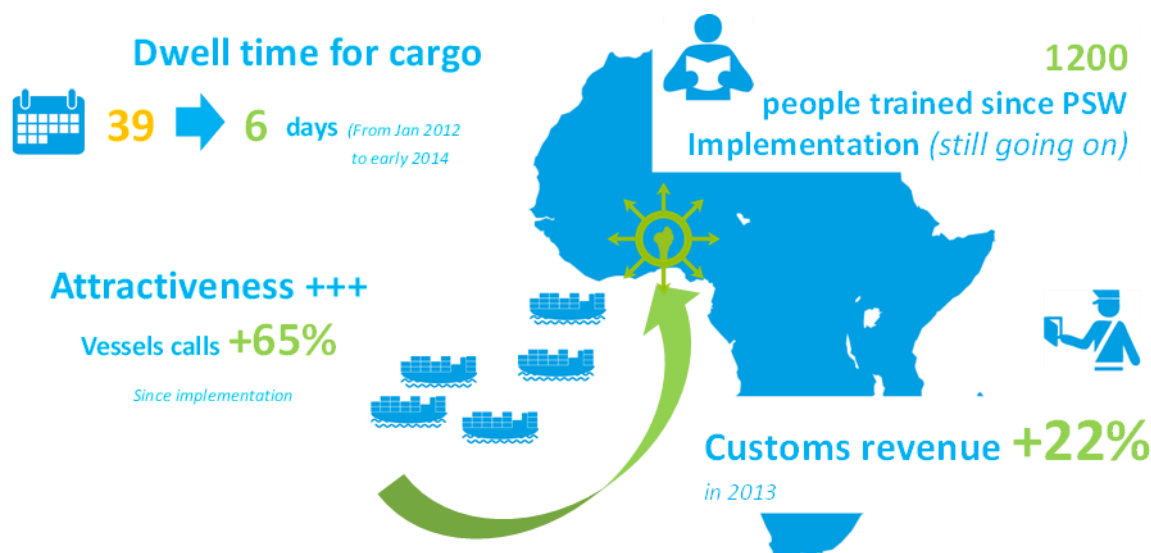 Dwell time for cargo
39 6 days (From Jan 2012
to early 2014
1200
people trained since PSW
Implementation (still going on)
Attractiveness +++
Vessels calls +65%
Since implementation
Customs revenue +22%
in 2013